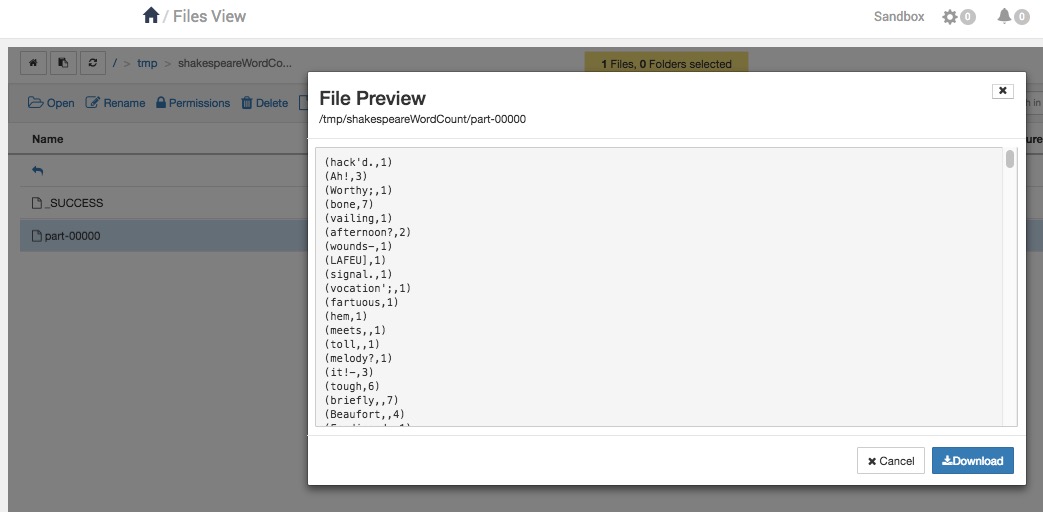 / Files View
Sandbox 0 0
/ > tmp > shakespeareWordCo...
1 Files, 0 Folders selected
Open Rename Permissions Delete
Name
_SUCCESS
part-00000
File Preview
/tmp/shakespeareWordCount/part-00000
(hack'd.,1)
(Ah!,3)
(Worthy;,1)
(bone,7)
(vailing,1)
(afternoon?,2)
(wounds—,1)
(LAFEU],1)
(signal.,1)
(vocation';,1)
(fartuous,1)
(hem,1)
(meets,,1)
(toll,,1)
(melody?,1)
(it!—,3)
(tough,6)
(briefly,,7)
(Beaufort,,4)
Cancel Download